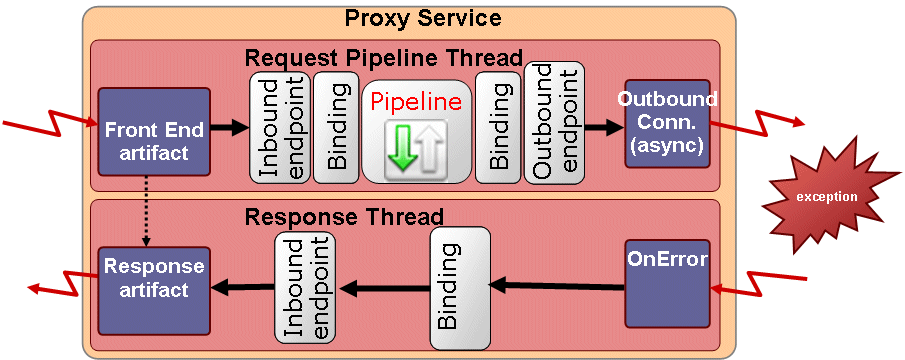 Proxy Service
Request Pipeline Thread
Front End
artifact
Inbound
endpoint
Binding
Pipeline
Binding
Outbound
endpoint
Outbound
Conn.
(async)
exception
Response Thread
Response
artifact
Inbound
endpoint
Binding
OnError